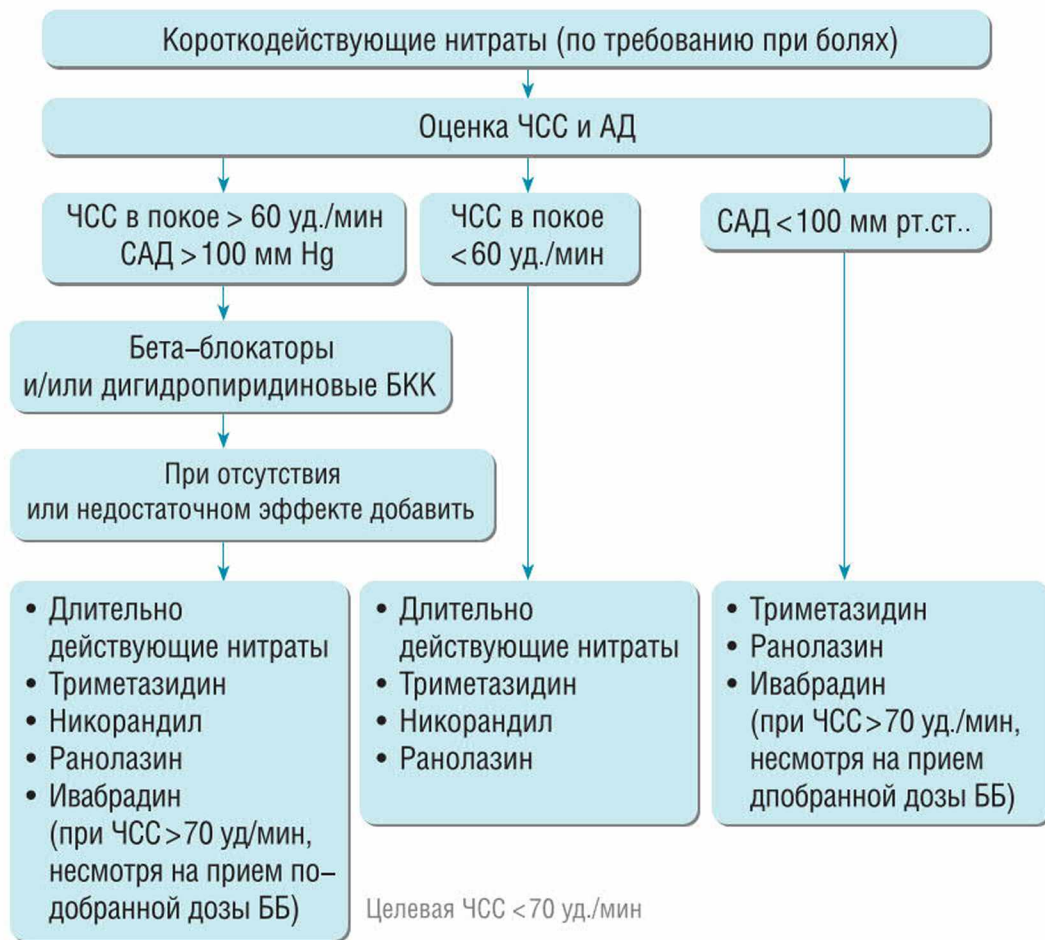 Короткодействующие нитраты (по требованию при болях)
Оценка ЧСС и АД
ЧСС в покое > 60 уд./мин
САД > 100 мм Hg
ЧСС в покое
< 60 уд./мин
САД < 100 мм рт.ст..
Бета–блокаторы
и/или дигидропиридиновые БКК
При отсутствия
или недостаточном эффекте добавить
• Длительно
действующие нитраты
• Триметазидин
• Никорандил
• Ранолазин
• Ивабрадин
(при ЧСС > 70 уд/мин,
несмотря на прием по–
добранной дозы ББ)
• Длительно
действующие нитраты
• Триметазидин
• Никорандил
• Ранолазин
• Триметазидин
• Ранолазин
• Ивабрадин
(при ЧСС > 70 уд./мин,
несмотря на прием
дпобранной дозы ББ)
Целевая ЧСС < 70 уд./мин